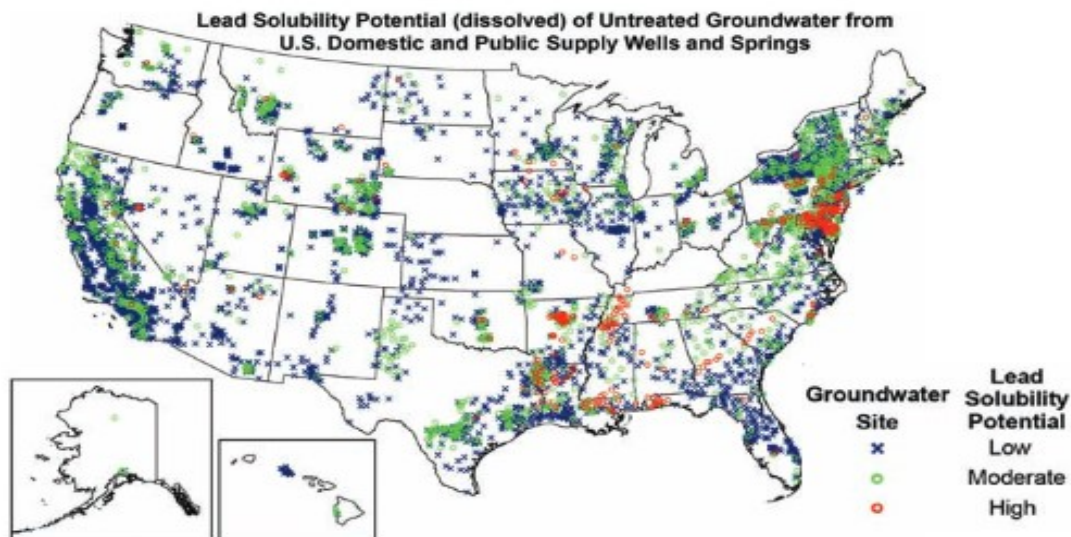 Lead Solubility Potential (dissolved) of Untreated Groundwater from
U.S. Domestic and Public Supply Wells and Springs
Groundwater
Site
Lead
Solubility
Potential
Low
Moderate
High